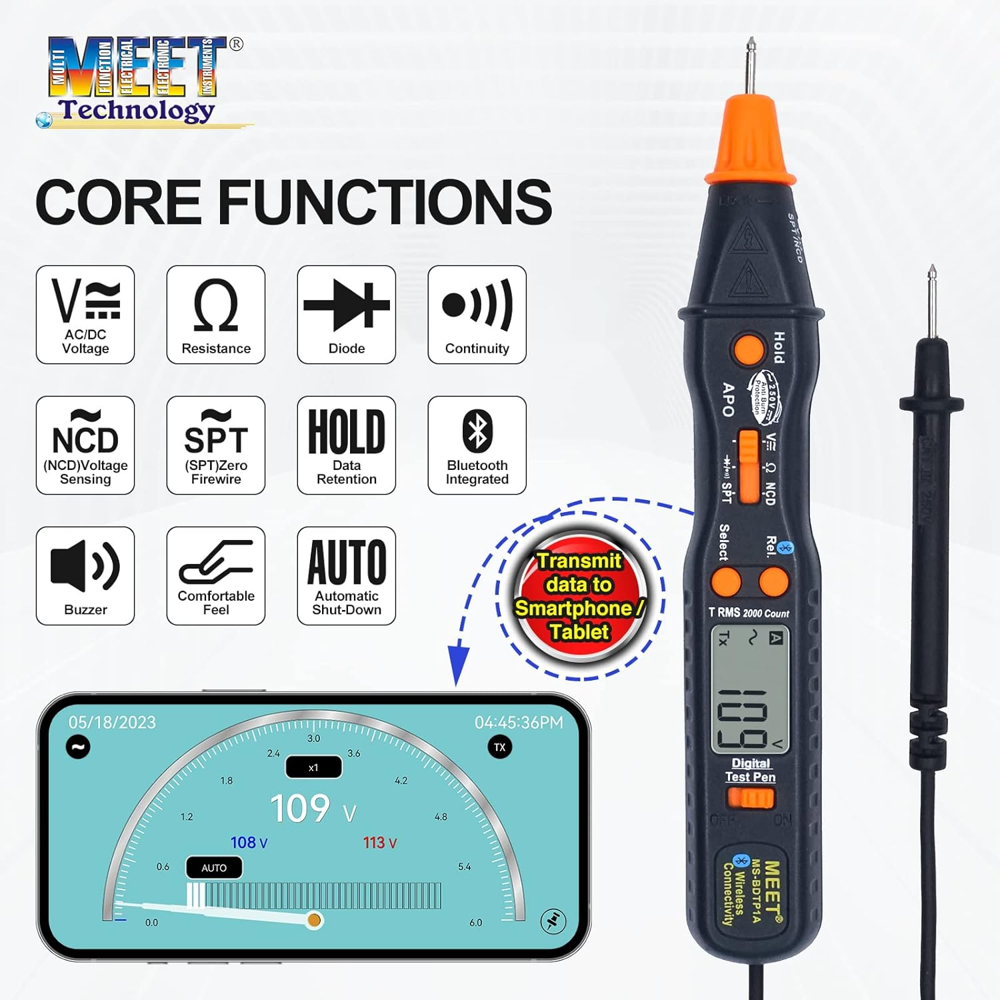 MULTI
FUNCTION
ELECTRICAL
ELECTRONIC
INSTRUMENTS
MEET®
Technology
CORE FUNCTIONS
V
AC/DC
Voltage
Ω
Resistance
Diode
Continuity
NCD
(NCD)Voltage
Sensing
SPT
(SPT)Zero
Firewire
HOLD
Data
Retention
Bluetooth
Integrated
Buzzer
Comfortable
Feel
AUTO
Automatic
Shut-Down
Transmit
data to
Smartphone /
Tablet
05/18/2023
04:45:36PM
~
TX
0.0
0.6
1.2
1.8
2.4
3.0
3.6
4.2
4.8
5.4
6.0
x1
109 V
108 V
113 V
AUTO
LOCK
SPT/NCD
Hold
APO
~250V
Anti Burn
Protection
V
Ω
NCD
SPT
Select
Rel.
T RMS 2000 Count
A
~
Tx
109
V
Digital
Test Pen
OFF
ON
MEET®
MS-BDTP1A
Wireless
Connectivity
250V